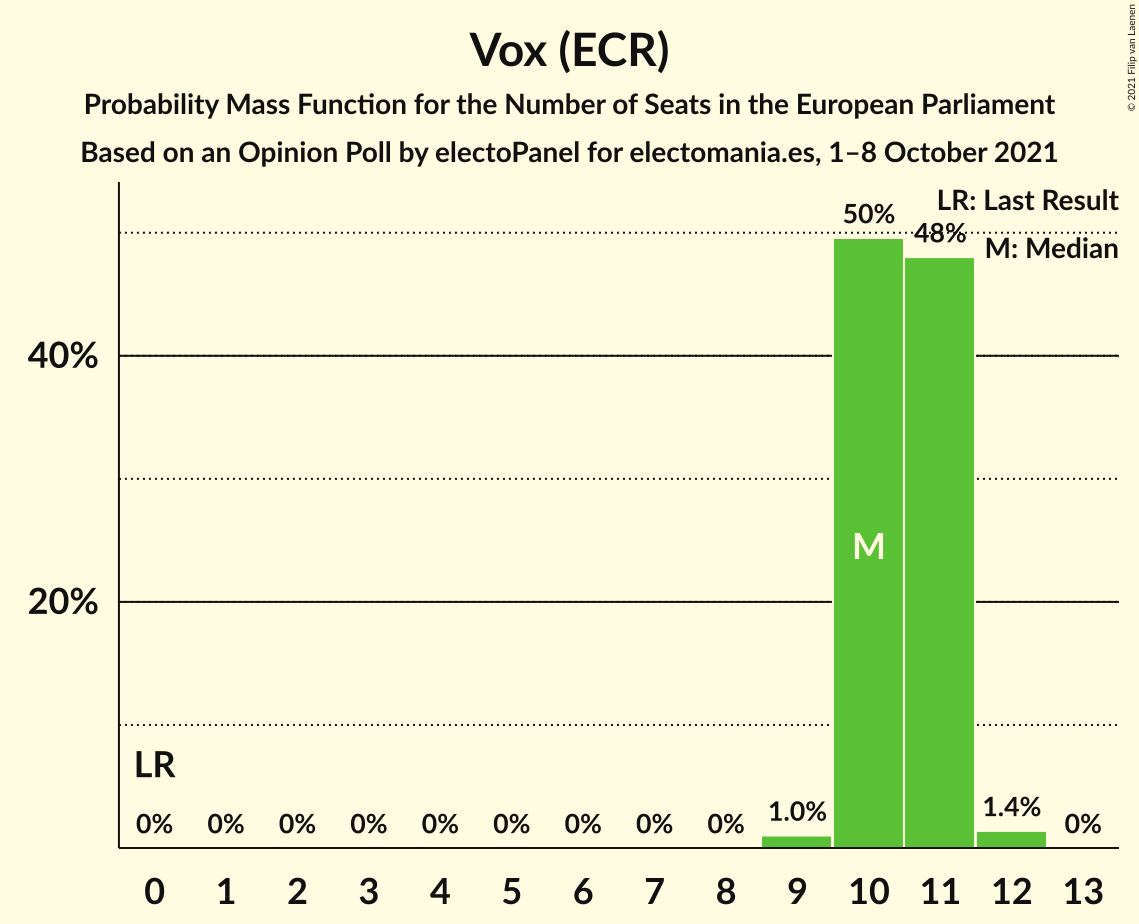 Vox (ECR)
Probability Mass Function for the Number of Seats in the European Parliament
Based on an Opinion Poll by electoPanel for electomania.es, 1–8 October 2021
© 2021 Filip van Laenen
LR: Last Result
M: Median
50%
48%
40%
20%
M
LR
0% 0% 0% 0% 0% 0% 0% 0% 0% 1.0% 1.4% 0%
0 1 2 3 4 5 6 7 8 9 10 11 12 13